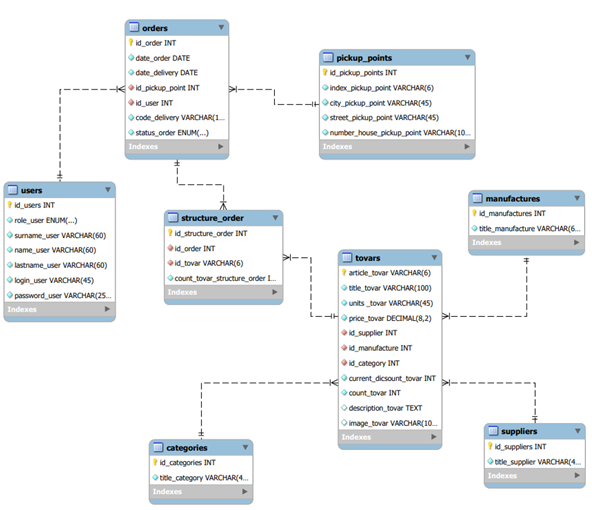 orders
id_order INT
date_order DATE
date_delivery DATE
id_pickup_point INT
id_user INT
code_delivery VARCHAR(1...
status_order ENUM(...)
Indexes
pickup_points
id_pickup_points INT
index_pickup_point VARCHAR(6)
city_pickup_point VARCHAR(45)
street_pickup_point VARCHAR(45)
number_house_pickup_point VARCHAR(10...
Indexes
users
id_users INT
role_user ENUM(...)
surname_user VARCHAR(60)
name_user VARCHAR(60)
lastname_user VARCHAR(60)
login_user VARCHAR(45)
password_user VARCHAR(25...
Indexes
structure_order
id_structure_order INT
id_order INT
id_tovar VARCHAR(6)
count_tovar_structure_order I...
Indexes
manufactures
id_manufactures INT
title_manufacture VARCHAR(6...
Indexes
tovars
article_tovar VARCHAR(6)
title_tovar VARCHAR(100)
units _tovar VARCHAR(45)
price_tovar DECIMAL(8,2)
id_supplier INT
id_manufacture INT
id_category INT
current_dicsount_tovar INT
count_tovar INT
description_tovar TEXT
image_tovar VARCHAR(10...
Indexes
categories
id_categories INT
title_category VARCHAR(4...
Indexes
suppliers
id_suppliers INT
title_supplier VARCHAR(4...
Indexes